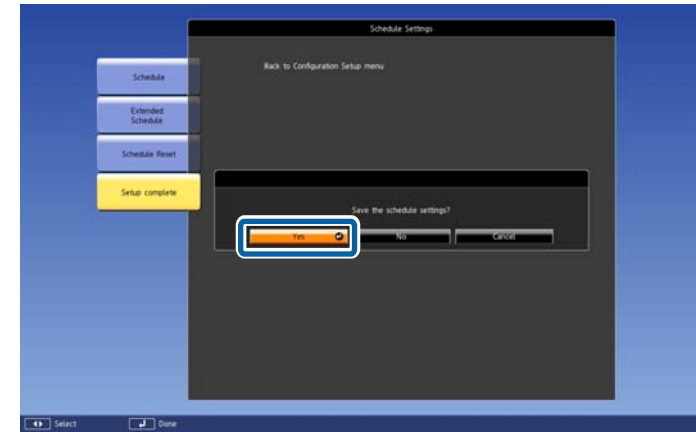 Schedule Settings
Back to Configuration Setup menu
Schedule
Extended
Schedule
Schedule Reset
Setup complete
Save the schedule settings?
Yes
No
Cancel
Select
Done